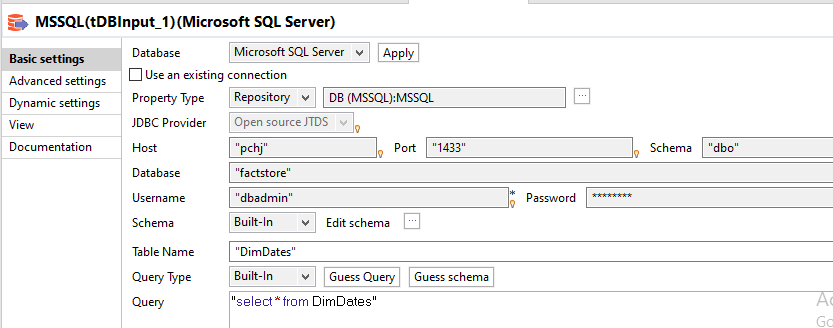 MSSQL(tDBInput_1)(Microsoft SQL Server)
Basic settings
Advanced settings
Dynamic settings
View
Documentation
Database Microsoft SQL Server Apply
Use an existing connection
Property Type Repository DB (MSSQL):MSSQL ...
JDBC Provider Open source JTDS
Host "pchj" Port "1433" Schema "dbo"
Database "factstore"
Username "dbadmin" * Password ********
Schema Built-In Edit schema ...
Table Name "DimDates"
Query Type Built-In Guess Query Guess schema
Query "select * from DimDates"